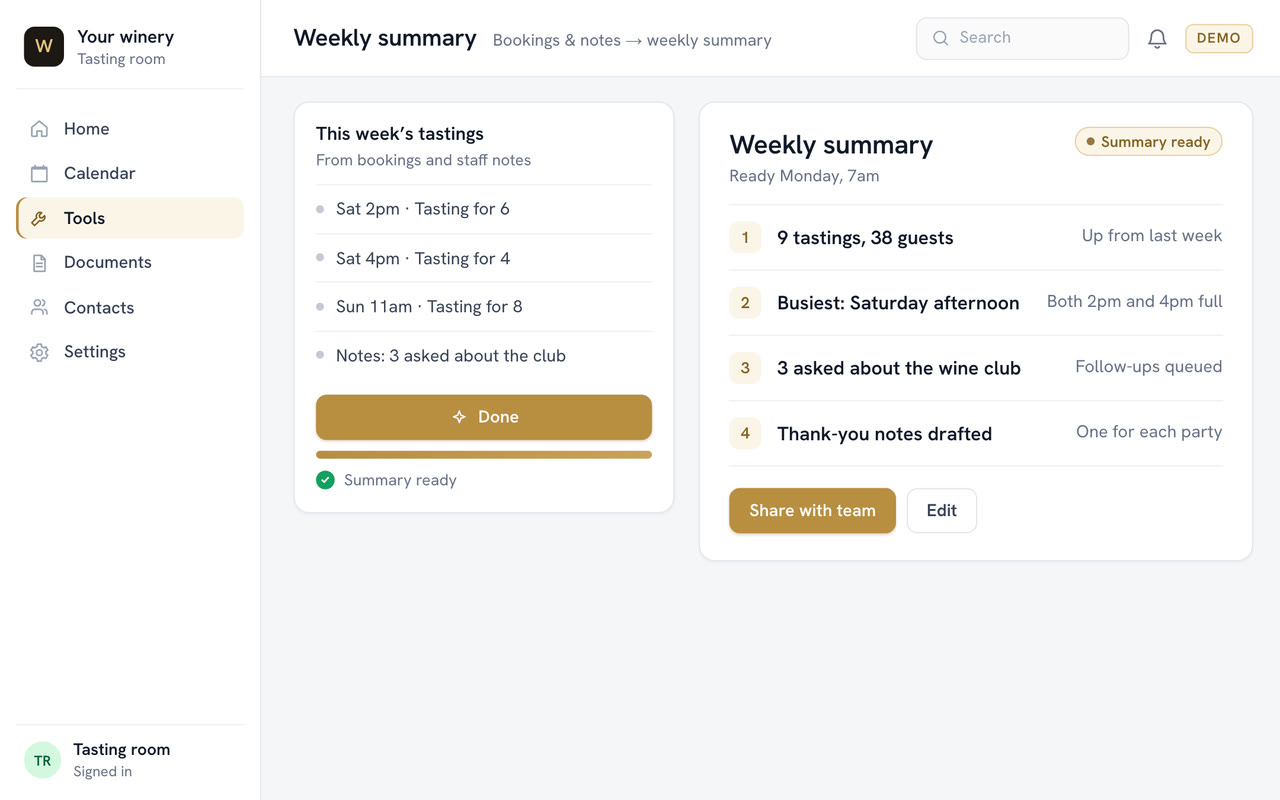 W
Your winery
Tasting room
Home
Calendar
Tools
Documents
Contacts
Settings
TR
Tasting room
Signed in
Weekly summary
Bookings & notes → weekly summary
Search
DEMO
This week’s tastings
From bookings and staff notes
Sat 2pm · Tasting for 6
Sat 4pm · Tasting for 4
Sun 11am · Tasting for 8
Notes: 3 asked about the club
Done
Summary ready
Weekly summary
Summary ready
Ready Monday, 7am
1 9 tastings, 38 guests Up from last week
2 Busiest: Saturday afternoon Both 2pm and 4pm full
3 3 asked about the wine club Follow-ups queued
4 Thank-you notes drafted One for each party
Share with team
Edit